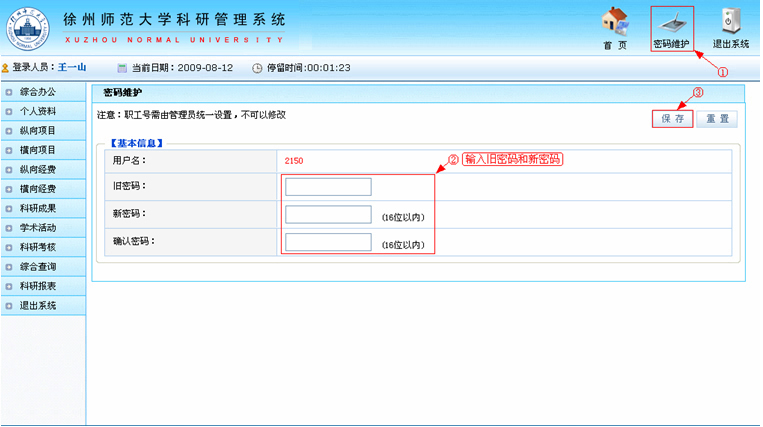 徐州师范大学科研管理系统
XUZHOU NORMAL UNIVERSITY
首 页
密码维护
退出系统
①
登录人员：王一山
当前日期：2009-08-12
停留时间:00:01:23
综合办公
个人资料
纵向项目
横向项目
纵向经费
横向经费
科研成果
学术活动
科研考核
综合查询
科研报表
退出系统
密码维护
③
注意：职工号需由管理员统一设置，不可以修改
保 存
重 置
【基本信息】
用户名：
2150
② 输入旧密码和新密码
旧密码：
新密码：
(16位以内)
确认密码：
(16位以内)